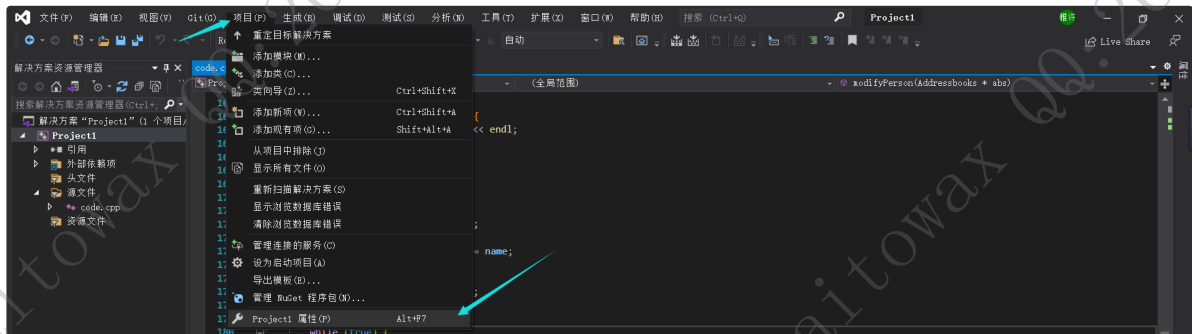 文件(F) 编辑(E) 视图(V) Git(G) 项目(P) 生成(B) 调试(D) 测试(S) 分析(N) 工具(T) 扩展(X) 窗口(W) 帮助(H) 搜索 (Ctrl+Q) Project1 椎许
重定目标解决方案 自动 Live Share
解决方案资源管理器 code.c 添加模块(M)... 属性
添加类(C)... (全局范围) modifyPerson(Addressbooks * abs)
类向导(Z)... Ctrl+Shift+X
搜索解决方案资源管理器(Ctrl+;
解决方案 "Project1" (1 个项目/ 添加新项(W)... Ctrl+Shift+A {
Project1 添加现有项(G)... Shift+Alt+A << endl;
引用 从项目中排除(J)
外部依赖项 显示所有文件(O)
头文件
源文件 重新扫描解决方案(S)
code.cpp 显示浏览数据库错误
资源文件 清除浏览数据库错误 ;
管理连接的服务(C) = name;
设为启动项目(A)
导出模板(E)...
管理 NuGet 程序包(N)... ;
Project1 属性(P) Alt+F7
180 while (true) {